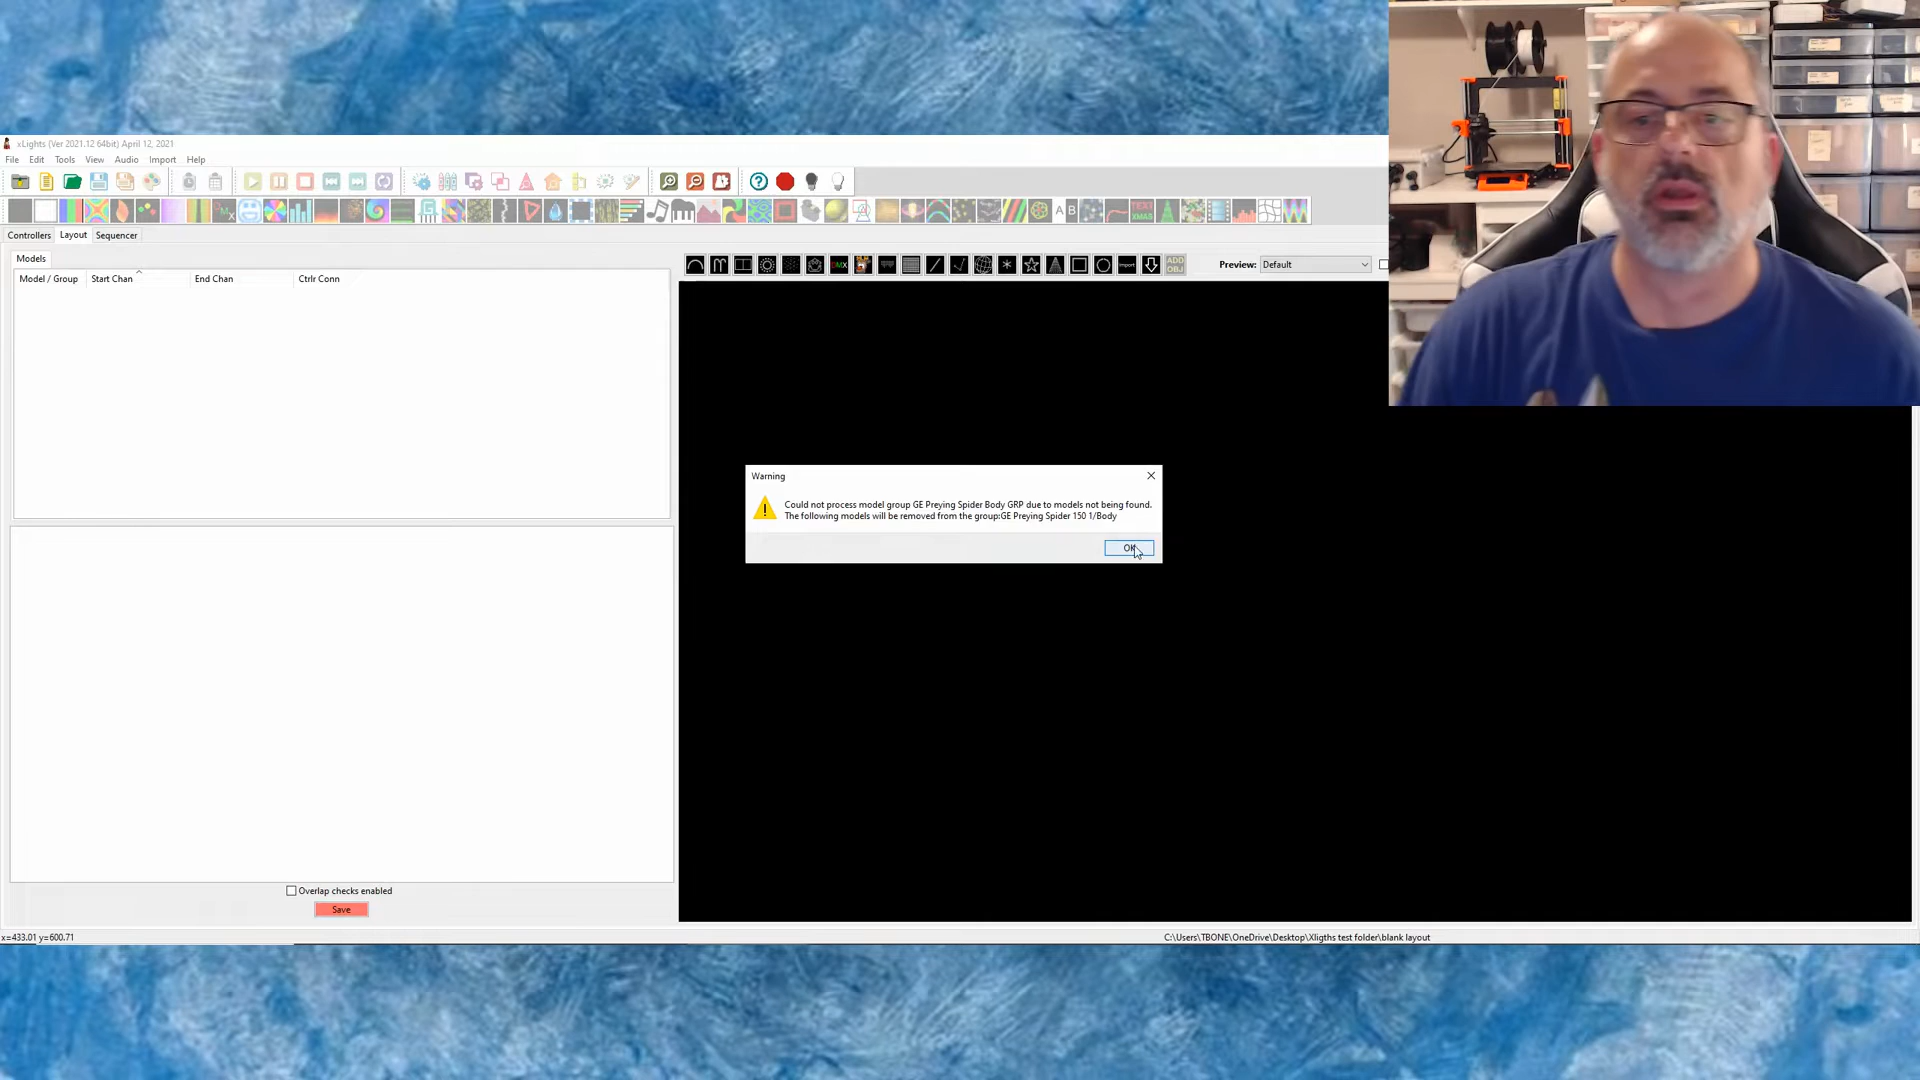 xLights (Ver 2021.12 64bit) April 12, 2021
File Edit Tools View Audio Import Help
Controllers Layout Sequencer
Models
Model / Group Start Chan End Chan Ctrlr Conn
DMX
ADD OBJ
Preview: Default
Warning
Could not process model group GE Preying Spider Body GRP due to models not being found.
The following models will be removed from the group:GE Preying Spider 150 1/Body
OK
Overlap checks enabled
Save
x=433.01 y=600.71
C:\Users\TBONE\OneDrive\Desktop\Xligths test folder\blank layout